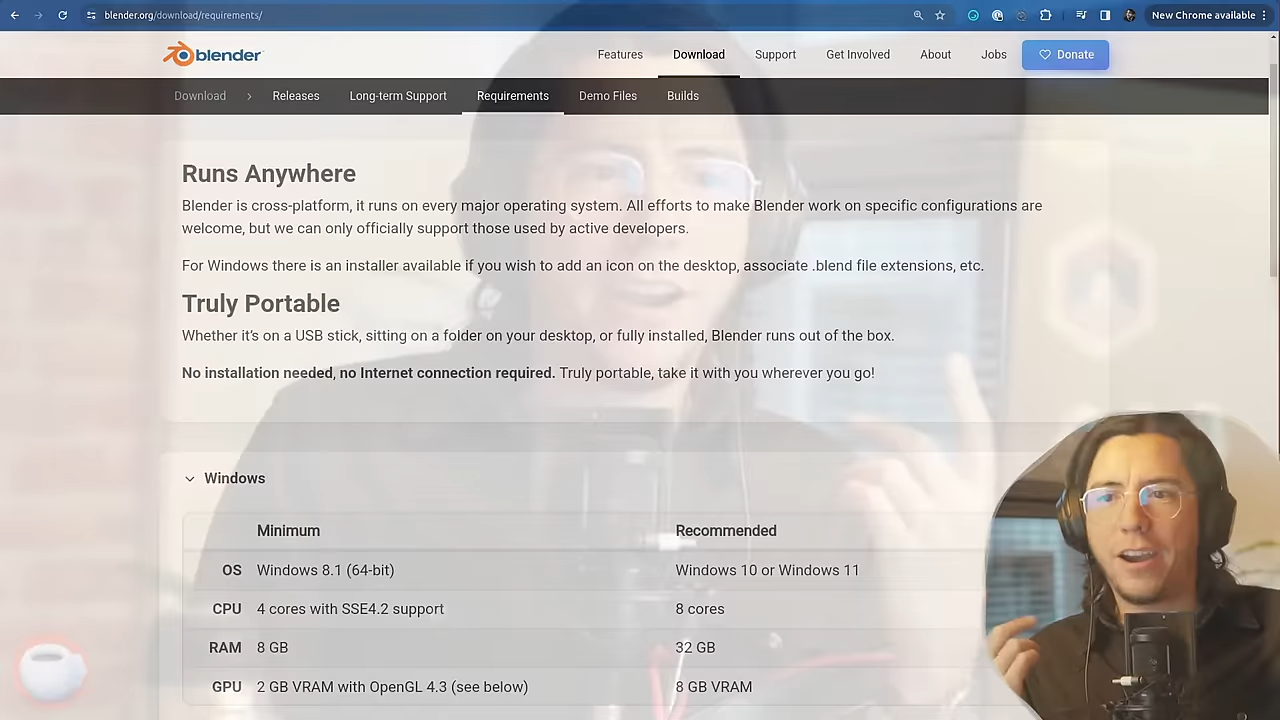 blender.org/download/requirements/
New Chrome available
blender
Features
Download
Support
Get Involved
About
Jobs
Donate
Download
Releases
Long-term Support
Requirements
Demo Files
Builds
Runs Anywhere
Blender is cross-platform, it runs on every major operating system. All efforts to make Blender work on specific configurations are
welcome, but we can only officially support those used by active developers.
For Windows there is an installer available if you wish to add an icon on the desktop, associate .blend file extensions, etc.
Truly Portable
Whether it's on a USB stick, sitting on a folder on your desktop, or fully installed, Blender runs out of the box.
No installation needed, no Internet connection required. Truly portable, take it with you wherever you go!
Windows
Minimum Recommended
OS Windows 8.1 (64-bit) Windows 10 or Windows 11
CPU 4 cores with SSE4.2 support 8 cores
RAM 8 GB 32 GB
GPU 2 GB VRAM with OpenGL 4.3 (see below) 8 GB VRAM